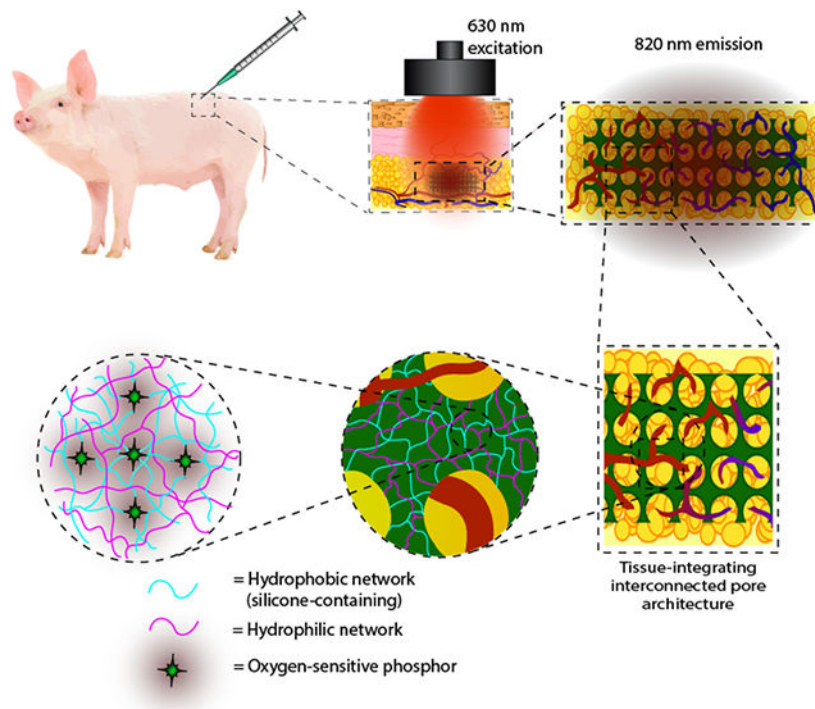 630 nm
excitation
820 nm emission
Tissue-integrating
interconnected pore
architecture
= Hydrophobic network
(silicone-containing)
= Hydrophilic network
= Oxygen-sensitive phosphor